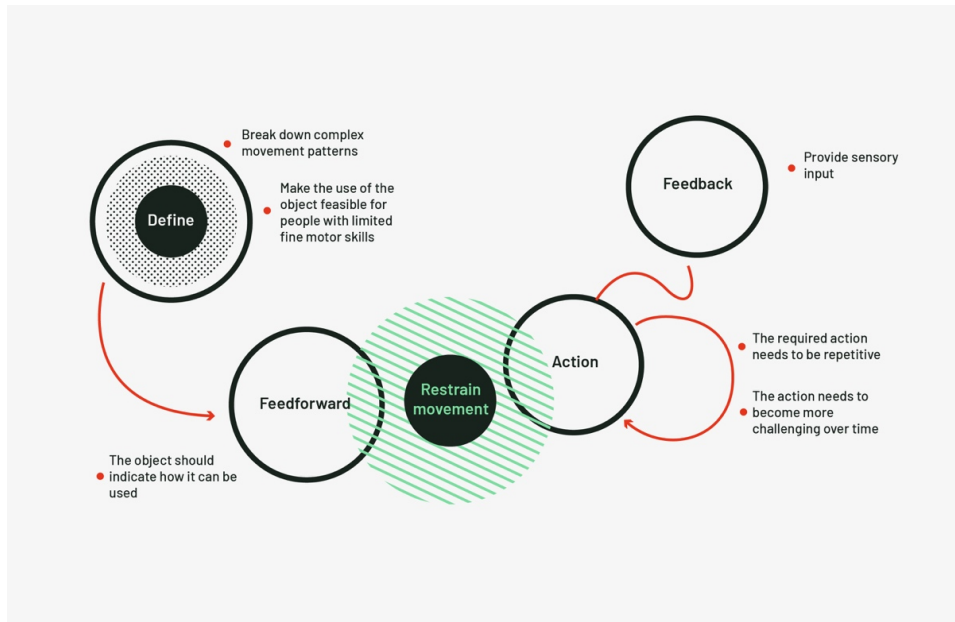 Break down complex
movement patterns
Define
Make the use of the
object feasible for
people with limited
fine motor skills
Feedback
Provide sensory
input
Feedforward
Restrain
movement
Action
The required action
needs to be repetitive
The action needs to
become more
challenging over time
The object should
indicate how it can be
used